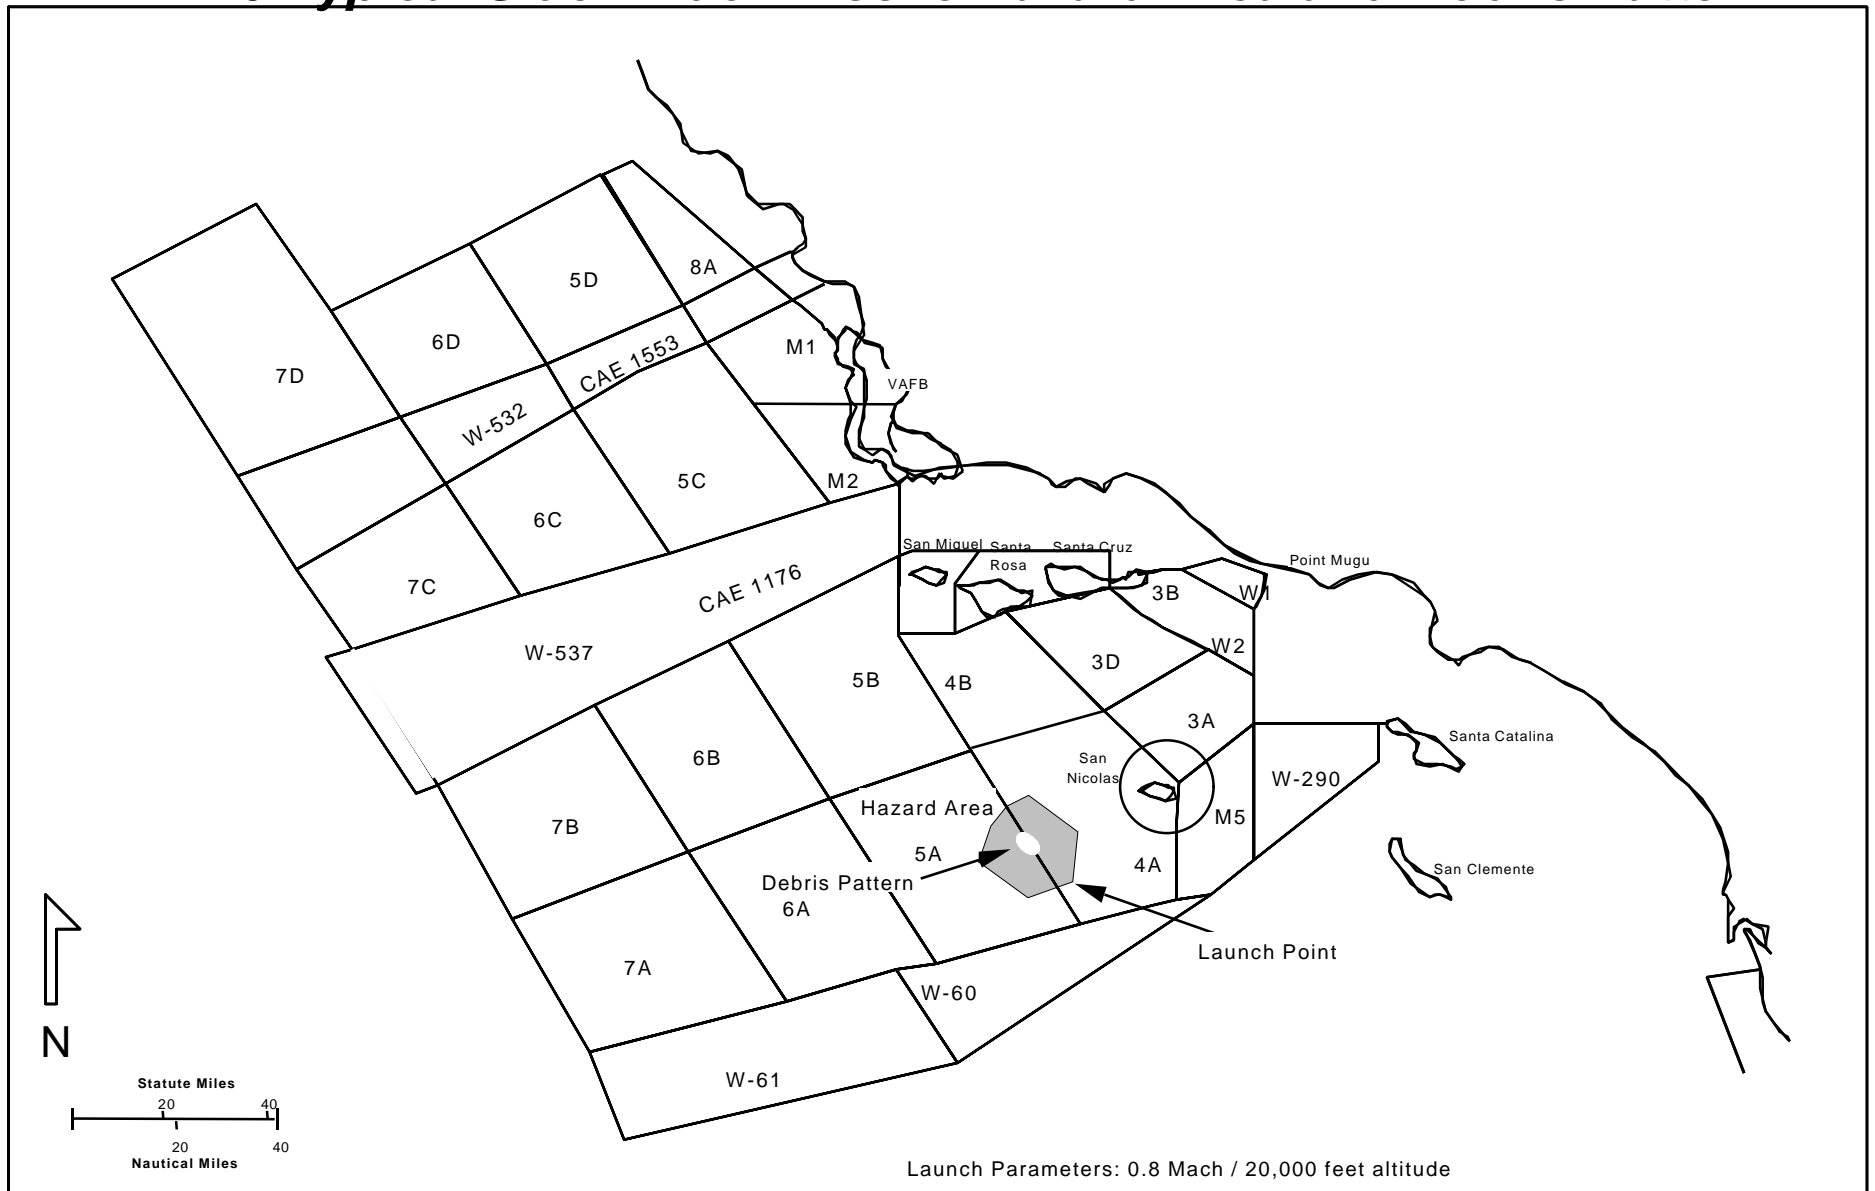 8A
5D
6D
7D
CAE 1553
M1
VAFB
W-532
5C
M2
6C
7C
CAE 1176
San Miguel
Santa
Rosa
Santa Cruz
Point Mugu
3B
W1
W-537
W2
3D
5B
4B
3A
Santa Catalina
6B
San
Nicolas
W-290
Hazard Area
7B
M5
5A
4A
San Clemente
Debris Pattern
6A
Launch Point
7A
W-60
N
W-61
Statute Miles
20 40
20 40
Nautical Miles
Launch Parameters: 0.8 Mach / 20,000 feet altitude